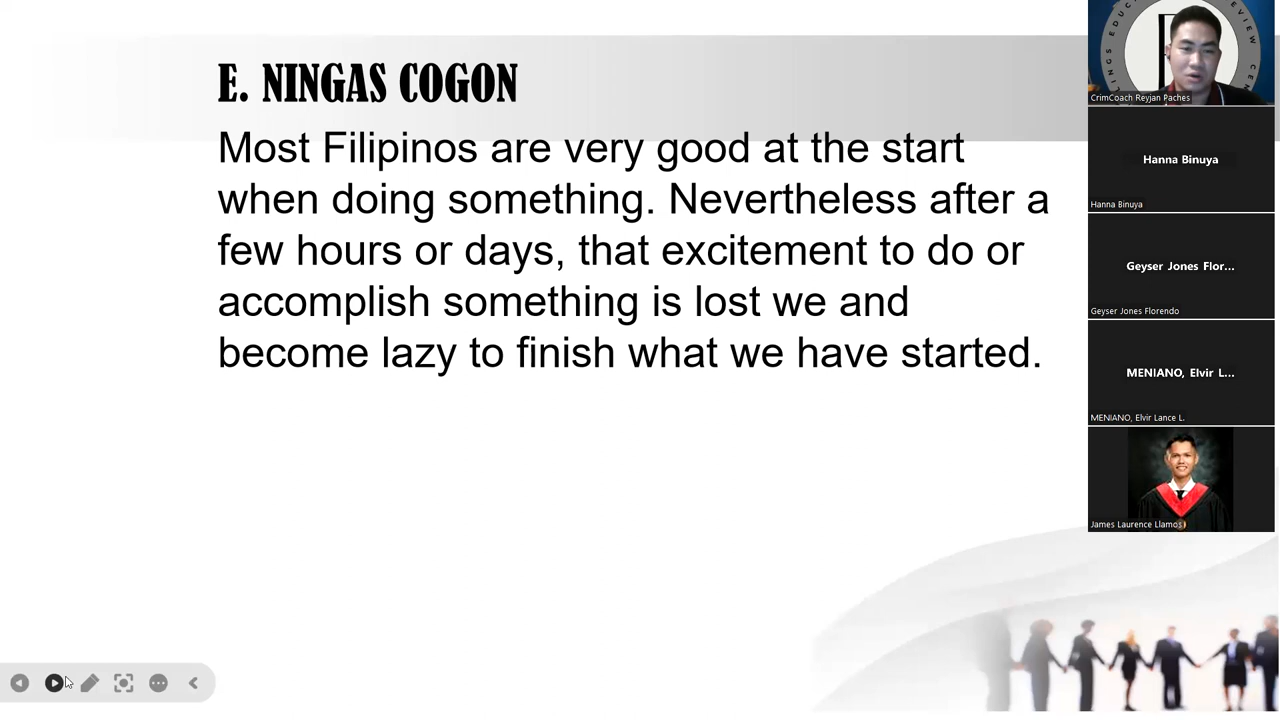 E. NINGAS COGON
Most Filipinos are very good at the start
when doing something. Nevertheless after a
few hours or days, that excitement to do or
accomplish something is lost we and
become lazy to finish what we have started.
CrimCoach Reyjan Paches
Hanna Binuya
Hanna Binuya
Geyser Jones Flor...
Geyser Jones Florendo
MENIANO, Elvir L...
MENIANO, Elvir Lance L.
James Laurence Llamos